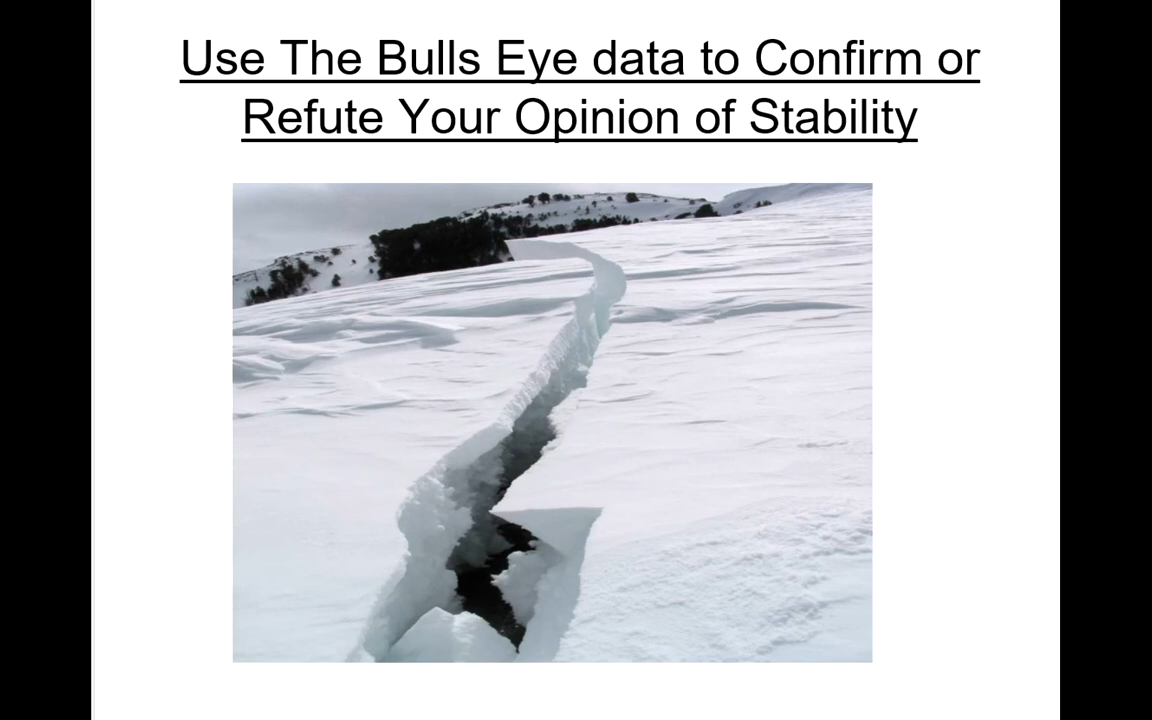 Use The Bulls Eye data to Confirm or
Refute Your Opinion of Stability